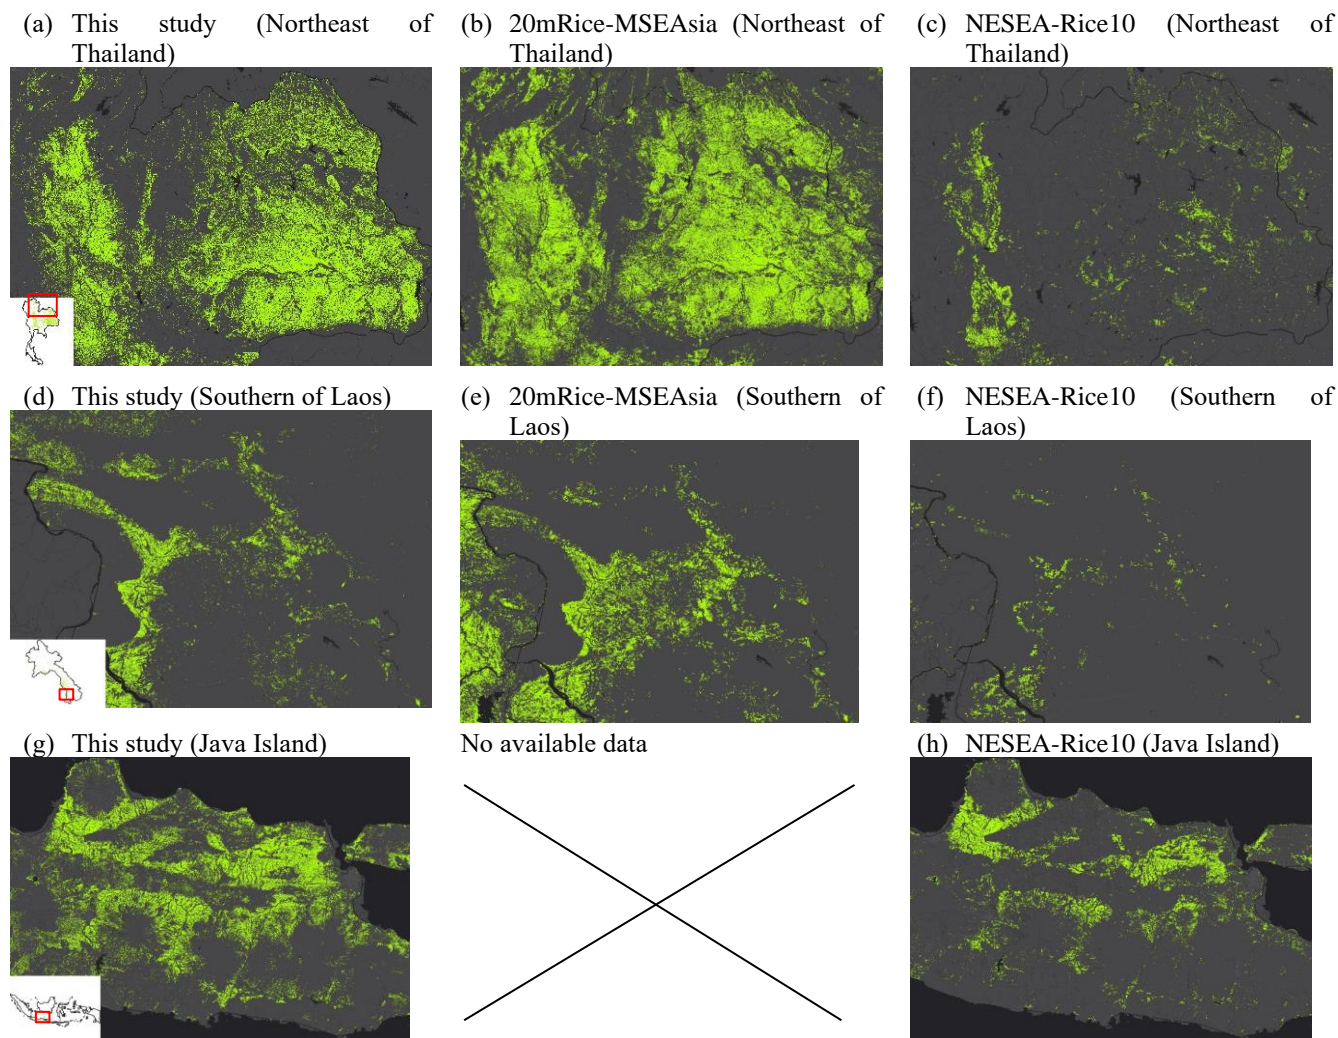 (a) This study (Northeast of
Thailand)
(b) 20mRice-MSEAsia (Northeast of
Thailand)
(c) NESEA-Rice10 (Northeast of
Thailand)
(d) This study (Southern of Laos)
(e) 20mRice-MSEAsia (Southern of
Laos)
(f) NESEA-Rice10 (Southern of
Laos)
(g) This study (Java Island)
No available data
(h) NESEA-Rice10 (Java Island)